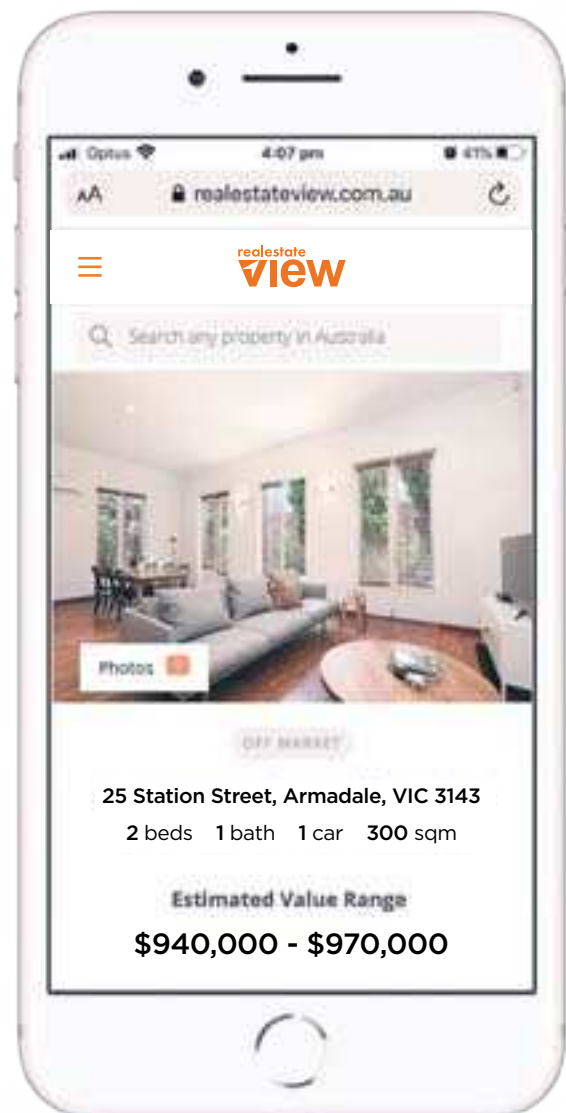 Optus 4:07 pm 41%
AA realestateview.com.au
realestate
view
Search any property in Australia
Photos
OFF MARKET
25 Station Street, Armadale, VIC 3143
2 beds 1 bath 1 car 300 sqm
Estimated Value Range
$940,000 - $970,000